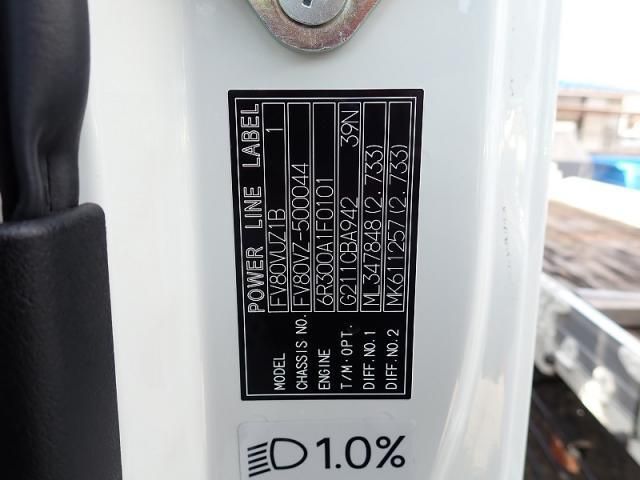 POWER LINE LABEL
MODEL FV80VUZ1B 1
CHASSIS NO. FV80VZ-500044
ENGINE 6R300A1F0101
T/M·OPT. G211CBA942 39N
DIFF.NO.1 ML347848(2.733)
DIFF.NO.2 MK611257(2.733)
1.0%